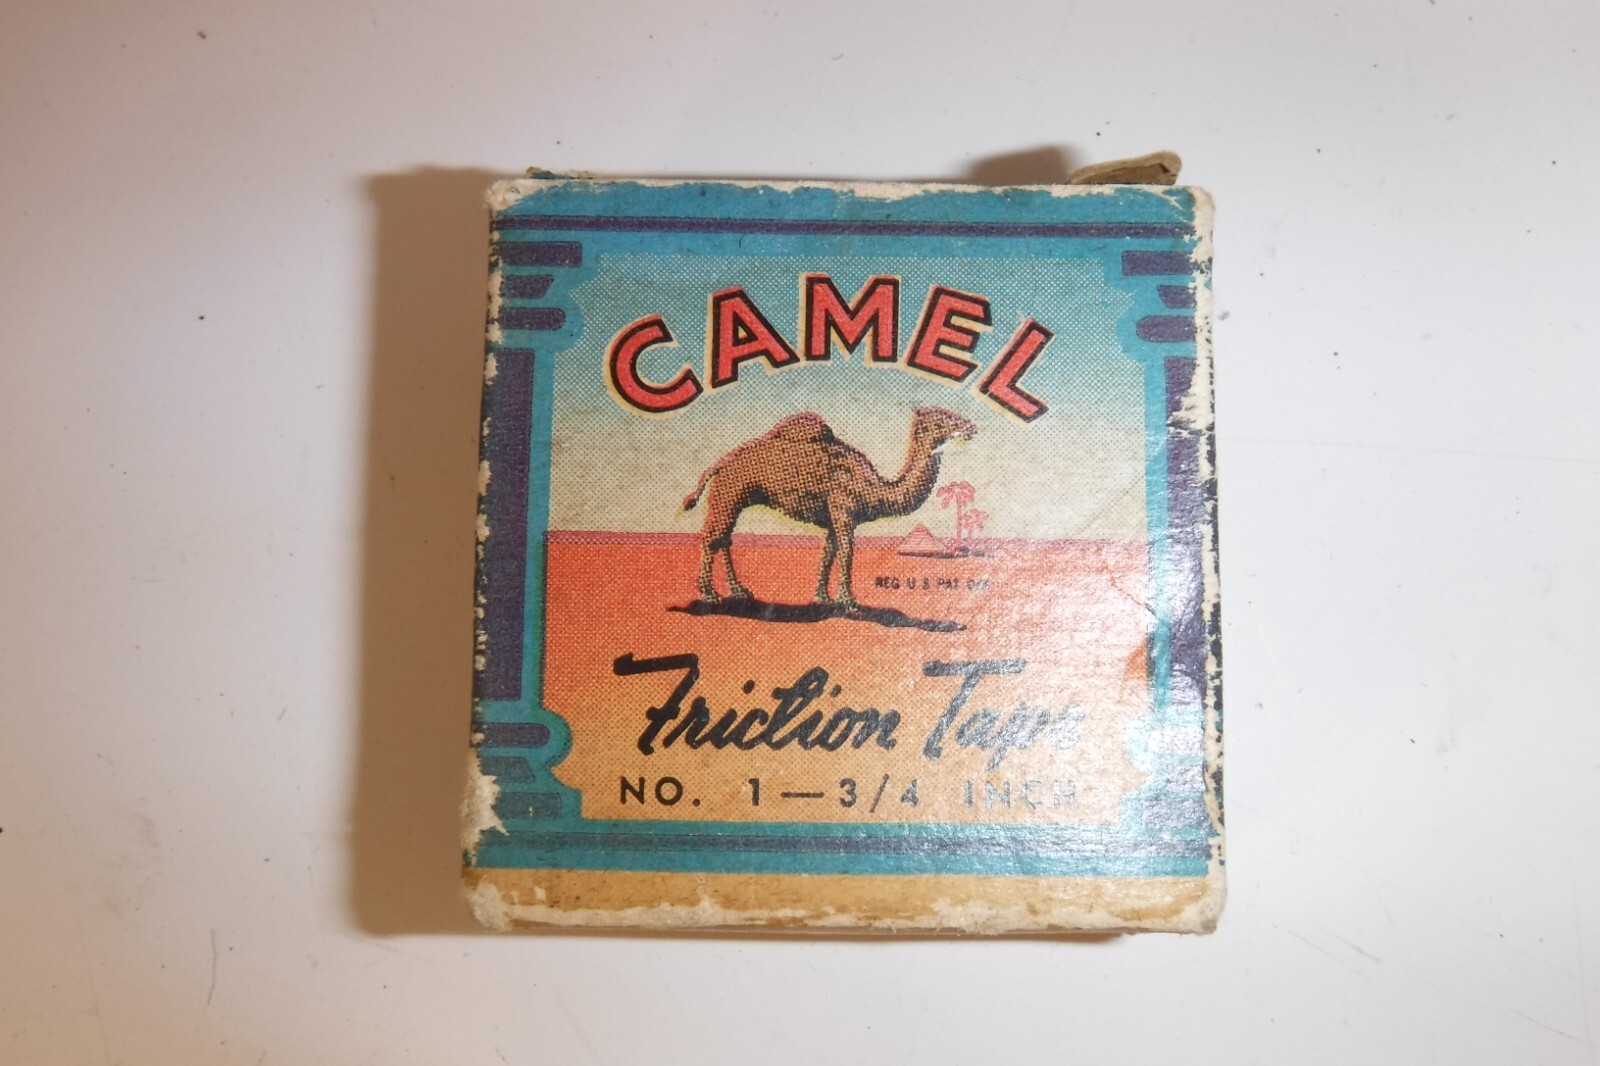 CAMEL
REG U S PAT OFF
Friction Tape
NO. 1—3/4 INCH